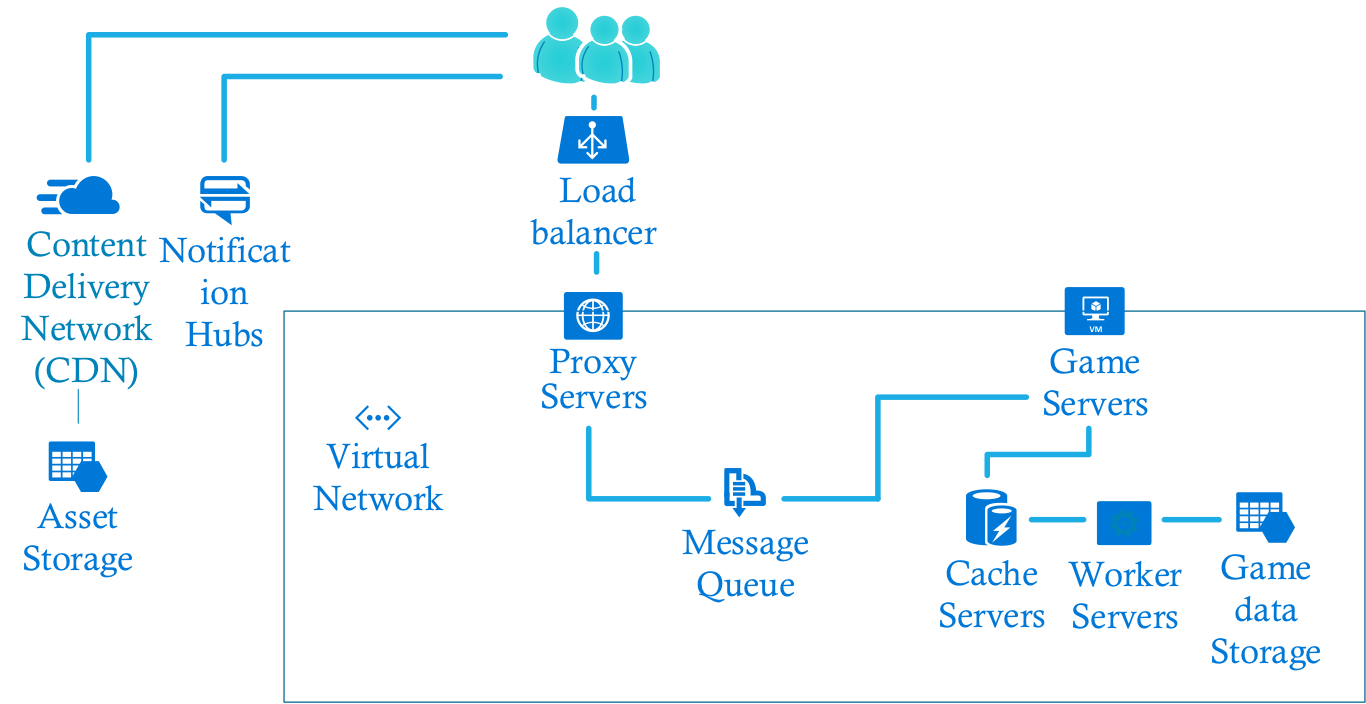 Load
balancer
Content
Delivery
Network
(CDN)
Notificat
ion
Hubs
Asset
Storage
Virtual
Network
Proxy
Servers
Message
Queue
VM
Game
Servers
Cache
Servers
Worker
Servers
Game
data
Storage